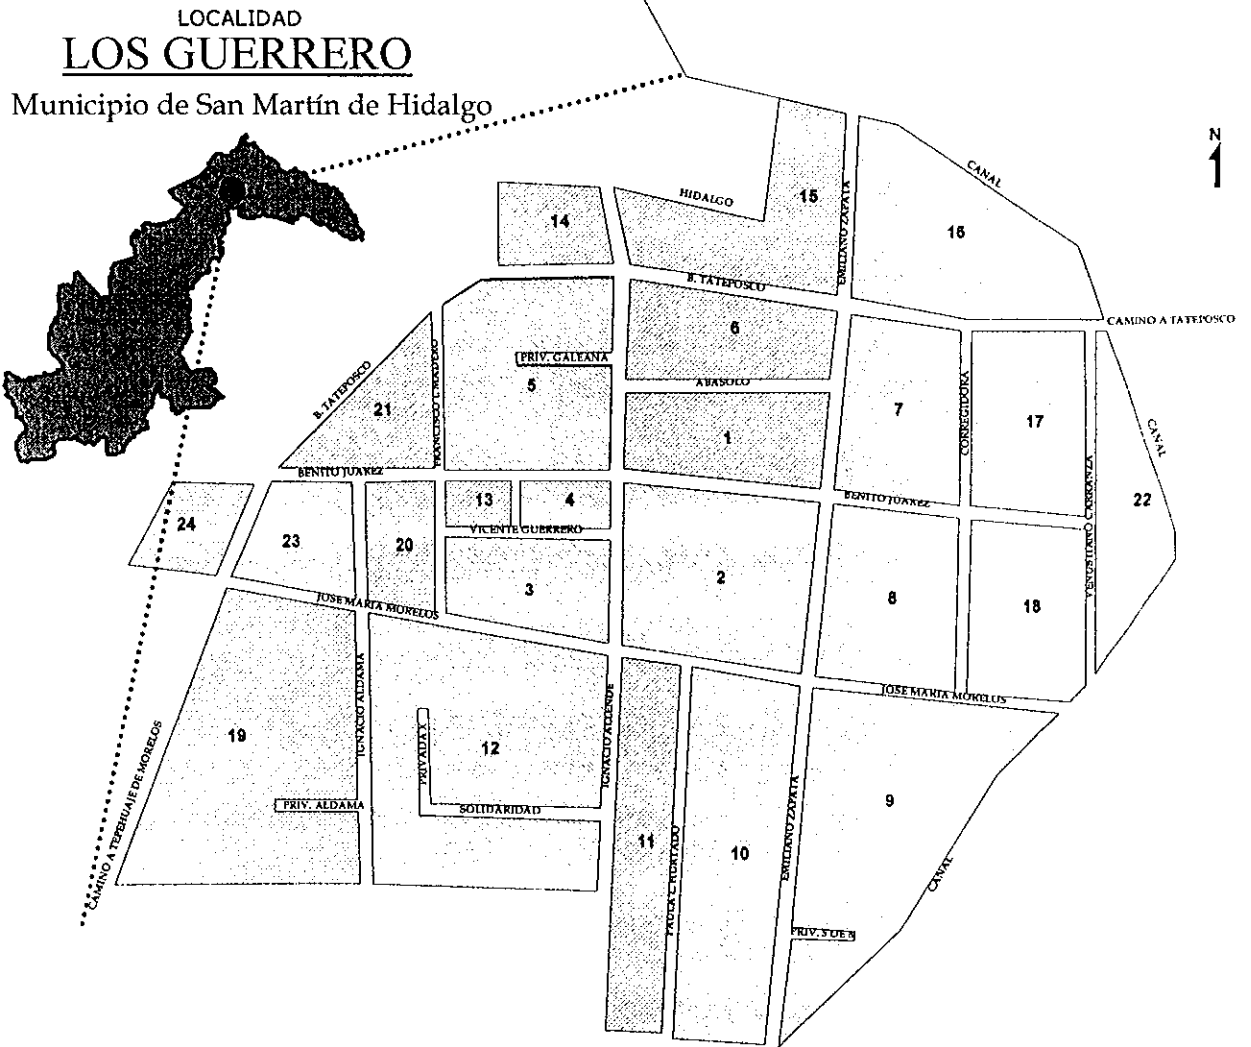 LOCALIDAD
LOS GUERRERO
Municipio de San Martín de Hidalgo
N
CANAL
HIDALGO
15
EMILIANO ZAPATA
14
16
B. TATEPOSCO
CAMINO A TATEPOSCO
6
PRIV. GALEANA
ABASOLO
B. TATEPOSCO
FRANCISCO I. MADERO
5
21
7
CORREGIDORA
17
CANAL
1
BENITO JUAREZ
BENITO JUAREZ
VENUSTIANO CARRANZA
22
24
13
4
VICENTE GUERRERO
23
20
3
2
8
18
JOSE MARIA MORELOS
JOSE MARIA MORELOS
IGNACIO ALDAMA
IGNACIO ALLENDE
19
PRIVADA X
12
CAMINO A TEPEHUAJE DE MORELOS
PRIV. ALDAMA
SOLIDARIDAD
9
11
10
EMILIANO ZAPATA
CANAL
PAULA
HURTADO
PRIV.